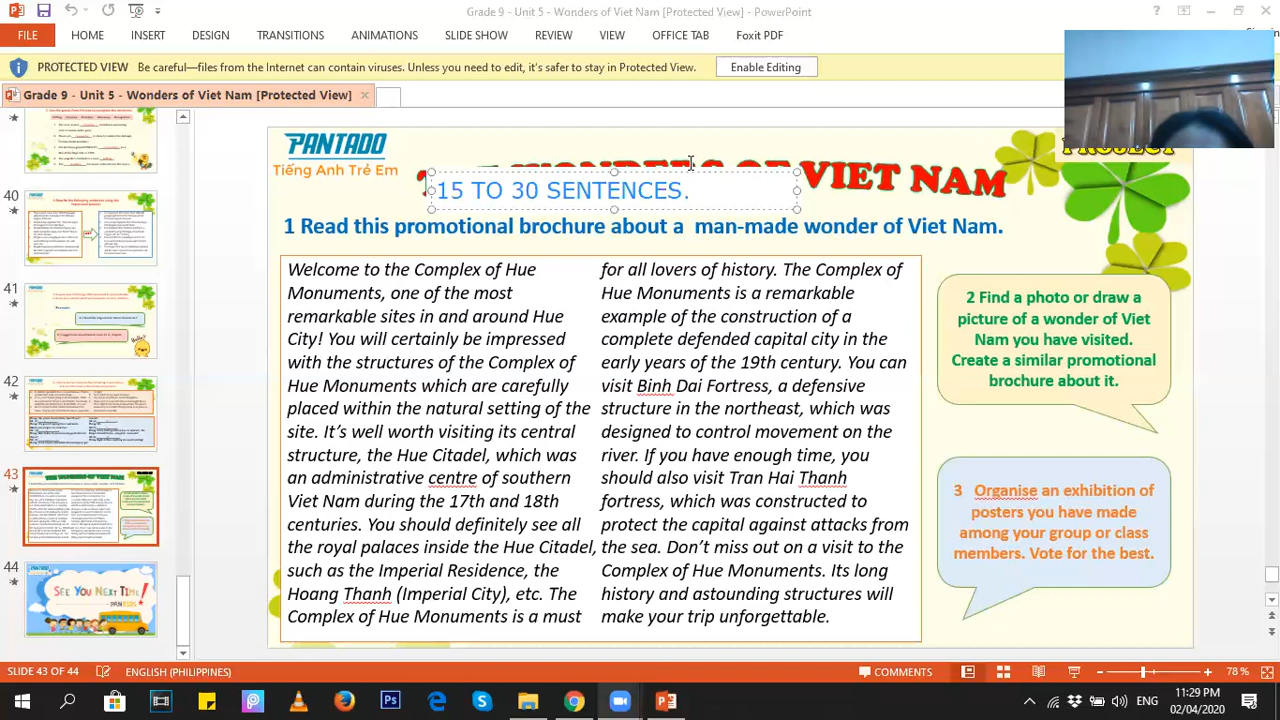 Grade 9 - Unit 5 - Wonders of Viet Nam [Protected View] - PowerPoint
FILE HOME INSERT DESIGN TRANSITIONS ANIMATIONS SLIDE SHOW REVIEW VIEW OFFICE TAB Foxit PDF
PROTECTED VIEW Be careful—files from the Internet can contain viruses. Unless you need to edit, it's safer to stay in Protected View. Enable Editing
Grade 9 - Unit 5 - Wonders of Viet Nam [Protected View]
40
41
42
43
44
SEE YOU NEXT TIME!
PANTADO
Tiếng Anh Trẻ Em
WONDERS OF VIET NAM
PROJECT
15 TO 30 SENTENCES.
1 Read this promotional brochure about a man-made wonder of Viet Nam.
Welcome to the Complex of Hue
Monuments, one of the most
remarkable sites in and around Hue
City! You will certainly be impressed
with the structures of the Complex of
Hue Monuments which are carefully
placed within the natural setting of the
site. It's well worth visiting its central
structure, the Hue Citadel, which was
an administrative centre of southern
Viet Nam during the 17th and 18th
centuries. You should definitely see all
the royal palaces inside the Hue Citadel,
such as the Imperial Residence, the
Hoang Thanh (Imperial City), etc. The
Complex of Hue Monuments is a must
for all lovers of history. The Complex of
Hue Monuments is a remarkable
example of the construction of a
complete defended capital city in the
early years of the 19th century. You can
visit Binh Dai Fortress, a defensive
structure in the northeast, which was
designed to control movement on the
river. If you have enough time, you
should also visit Tran Hai Thanh
fortress, which was constructed to
protect the capital against attacks from
the sea. Don't miss out on a visit to the
Complex of Hue Monuments. Its long
history and astounding structures will
make your trip unforgettable.
2 Find a photo or draw a
picture of a wonder of Viet
Nam you have visited.
Create a similar promotional
brochure about it.
3 Organise an exhibition of
posters you have made
among your group or class
members. Vote for the best.
SLIDE 43 OF 44 ENGLISH (PHILIPPINES) COMMENTS 78 %
ENG
11:29 PM
02/04/2020